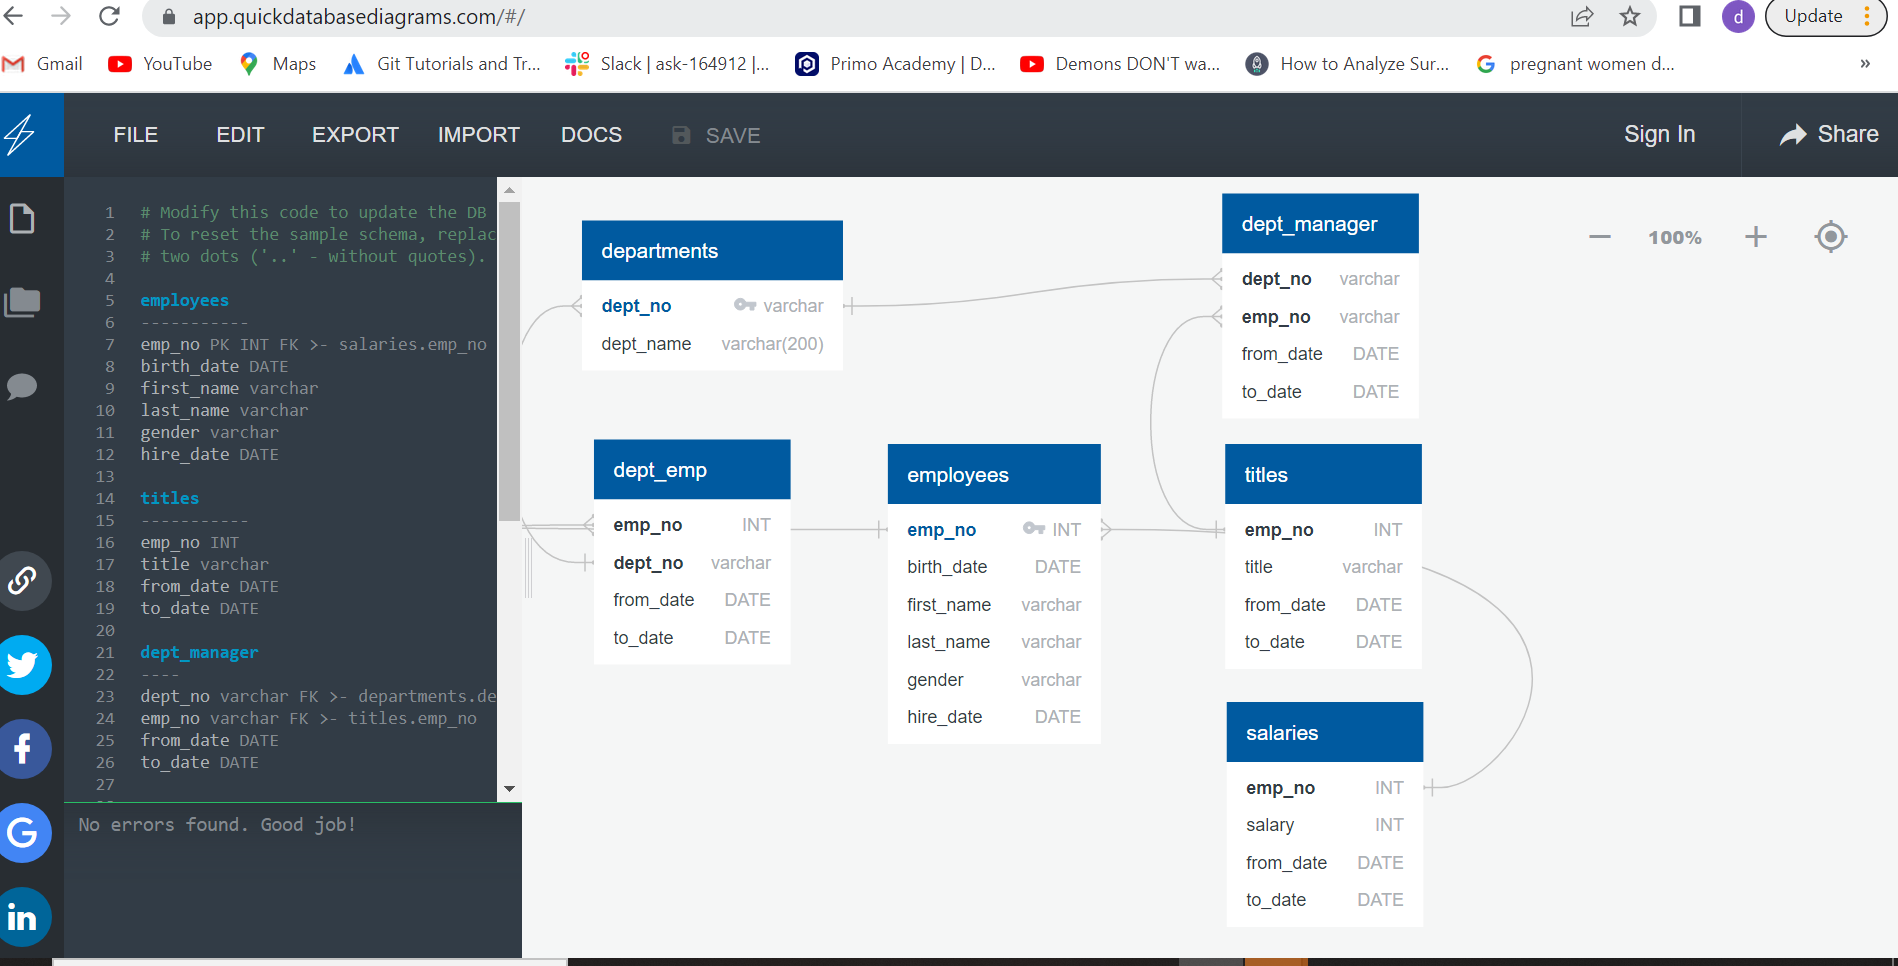 app.quickdatabasediagrams.com/#/
d
Update
Gmail
YouTube
Maps
Git Tutorials and Tr...
Slack | ask-164912 |...
Primo Academy | D...
Demons DON'T wa...
How to Analyze Sur...
pregnant women d...
»
FILE
EDIT
EXPORT
IMPORT
DOCS
SAVE
Sign In
Share
1 # Modify this code to update the DB
2 # To reset the sample schema, replac
3 # two dots ('..' - without quotes).
4
5 employees
6 -----------
7 emp_no PK INT FK >- salaries.emp_no
8 birth_date DATE
9 first_name varchar
10 last_name varchar
11 gender varchar
12 hire_date DATE
13
14 titles
15 -----------
16 emp_no INT
17 title varchar
18 from_date DATE
19 to_date DATE
20
21 dept_manager
22 ----
23 dept_no varchar FK >- departments.de
24 emp_no varchar FK >- titles.emp_no
25 from_date DATE
26 to_date DATE
27
No errors found. Good job!
departments
dept_no varchar
dept_name varchar(200)
dept_manager
dept_no varchar
emp_no varchar
from_date DATE
to_date DATE
100%
dept_emp
emp_no INT
dept_no varchar
from_date DATE
to_date DATE
employees
emp_no INT
birth_date DATE
first_name varchar
last_name varchar
gender varchar
hire_date DATE
titles
emp_no INT
title varchar
from_date DATE
to_date DATE
salaries
emp_no INT
salary INT
from_date DATE
to_date DATE